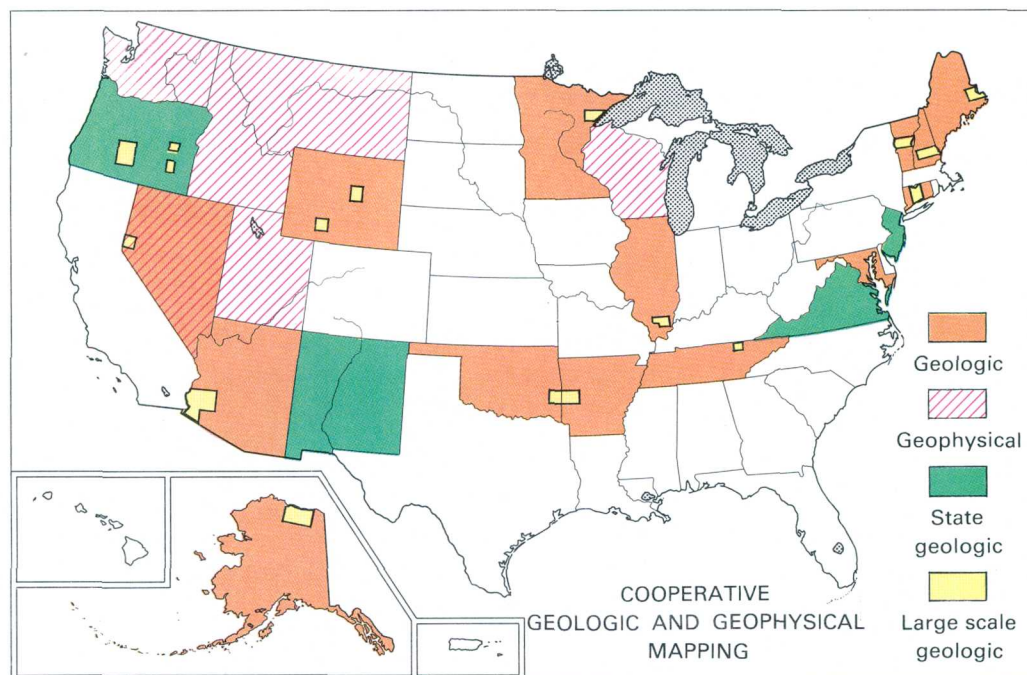 Geologic
Geophysical
State
geologic
Large scale
geologic
COOPERATIVE
GEOLOGIC AND GEOPHYSICAL
MAPPING